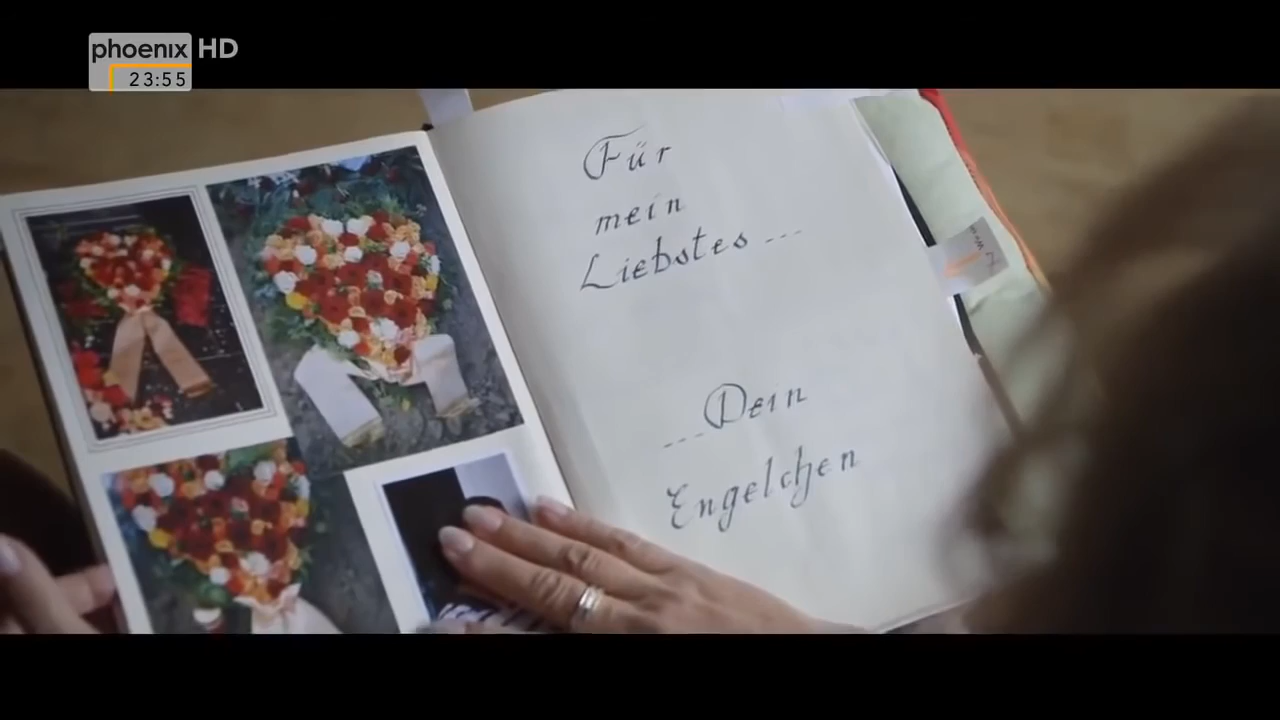 phoenix HD
23:55
Für
mein
Liebstes ---
--- Dein
Engelchen